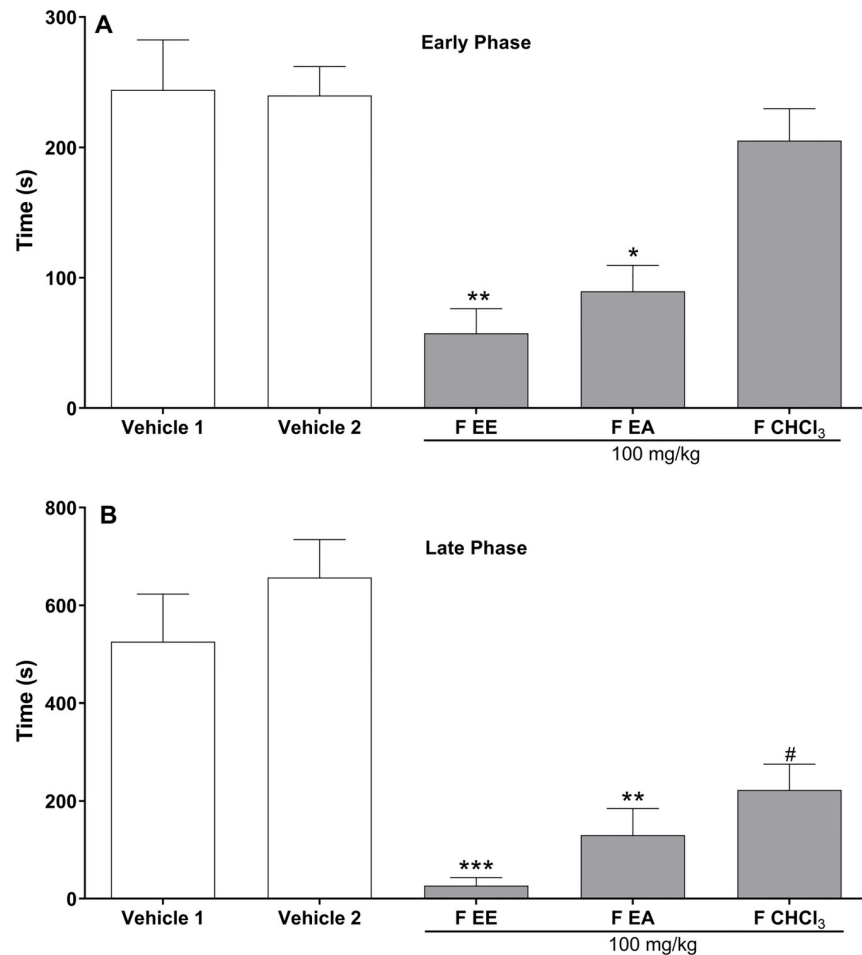 A
Early Phase
Time (s)
300
200
100
0
**
*
Vehicle 1 Vehicle 2 F EE F EA F CHCl₃
100 mg/kg
B
Late Phase
Time (s)
800
600
400
200
0
***
**
#
Vehicle 1 Vehicle 2 F EE F EA F CHCl₃
100 mg/kg